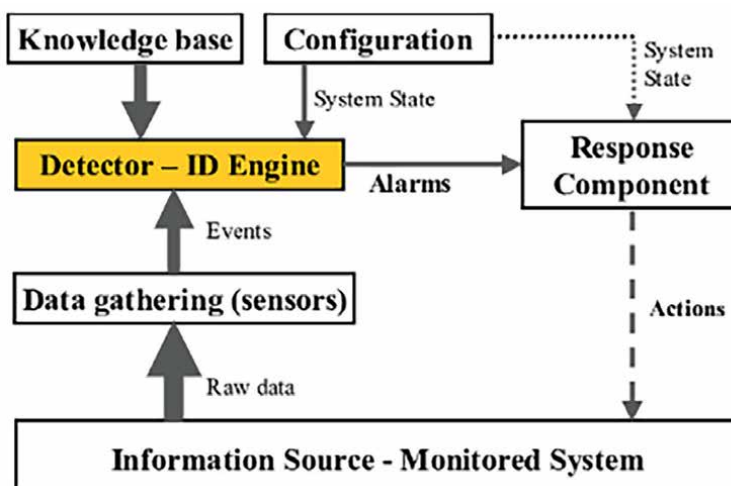 Knowledge base
Configuration
System State
System
State
Detector – ID Engine
Alarms
Response
Component
Events
Data gathering (sensors)
Actions
Raw data
Information Source - Monitored System